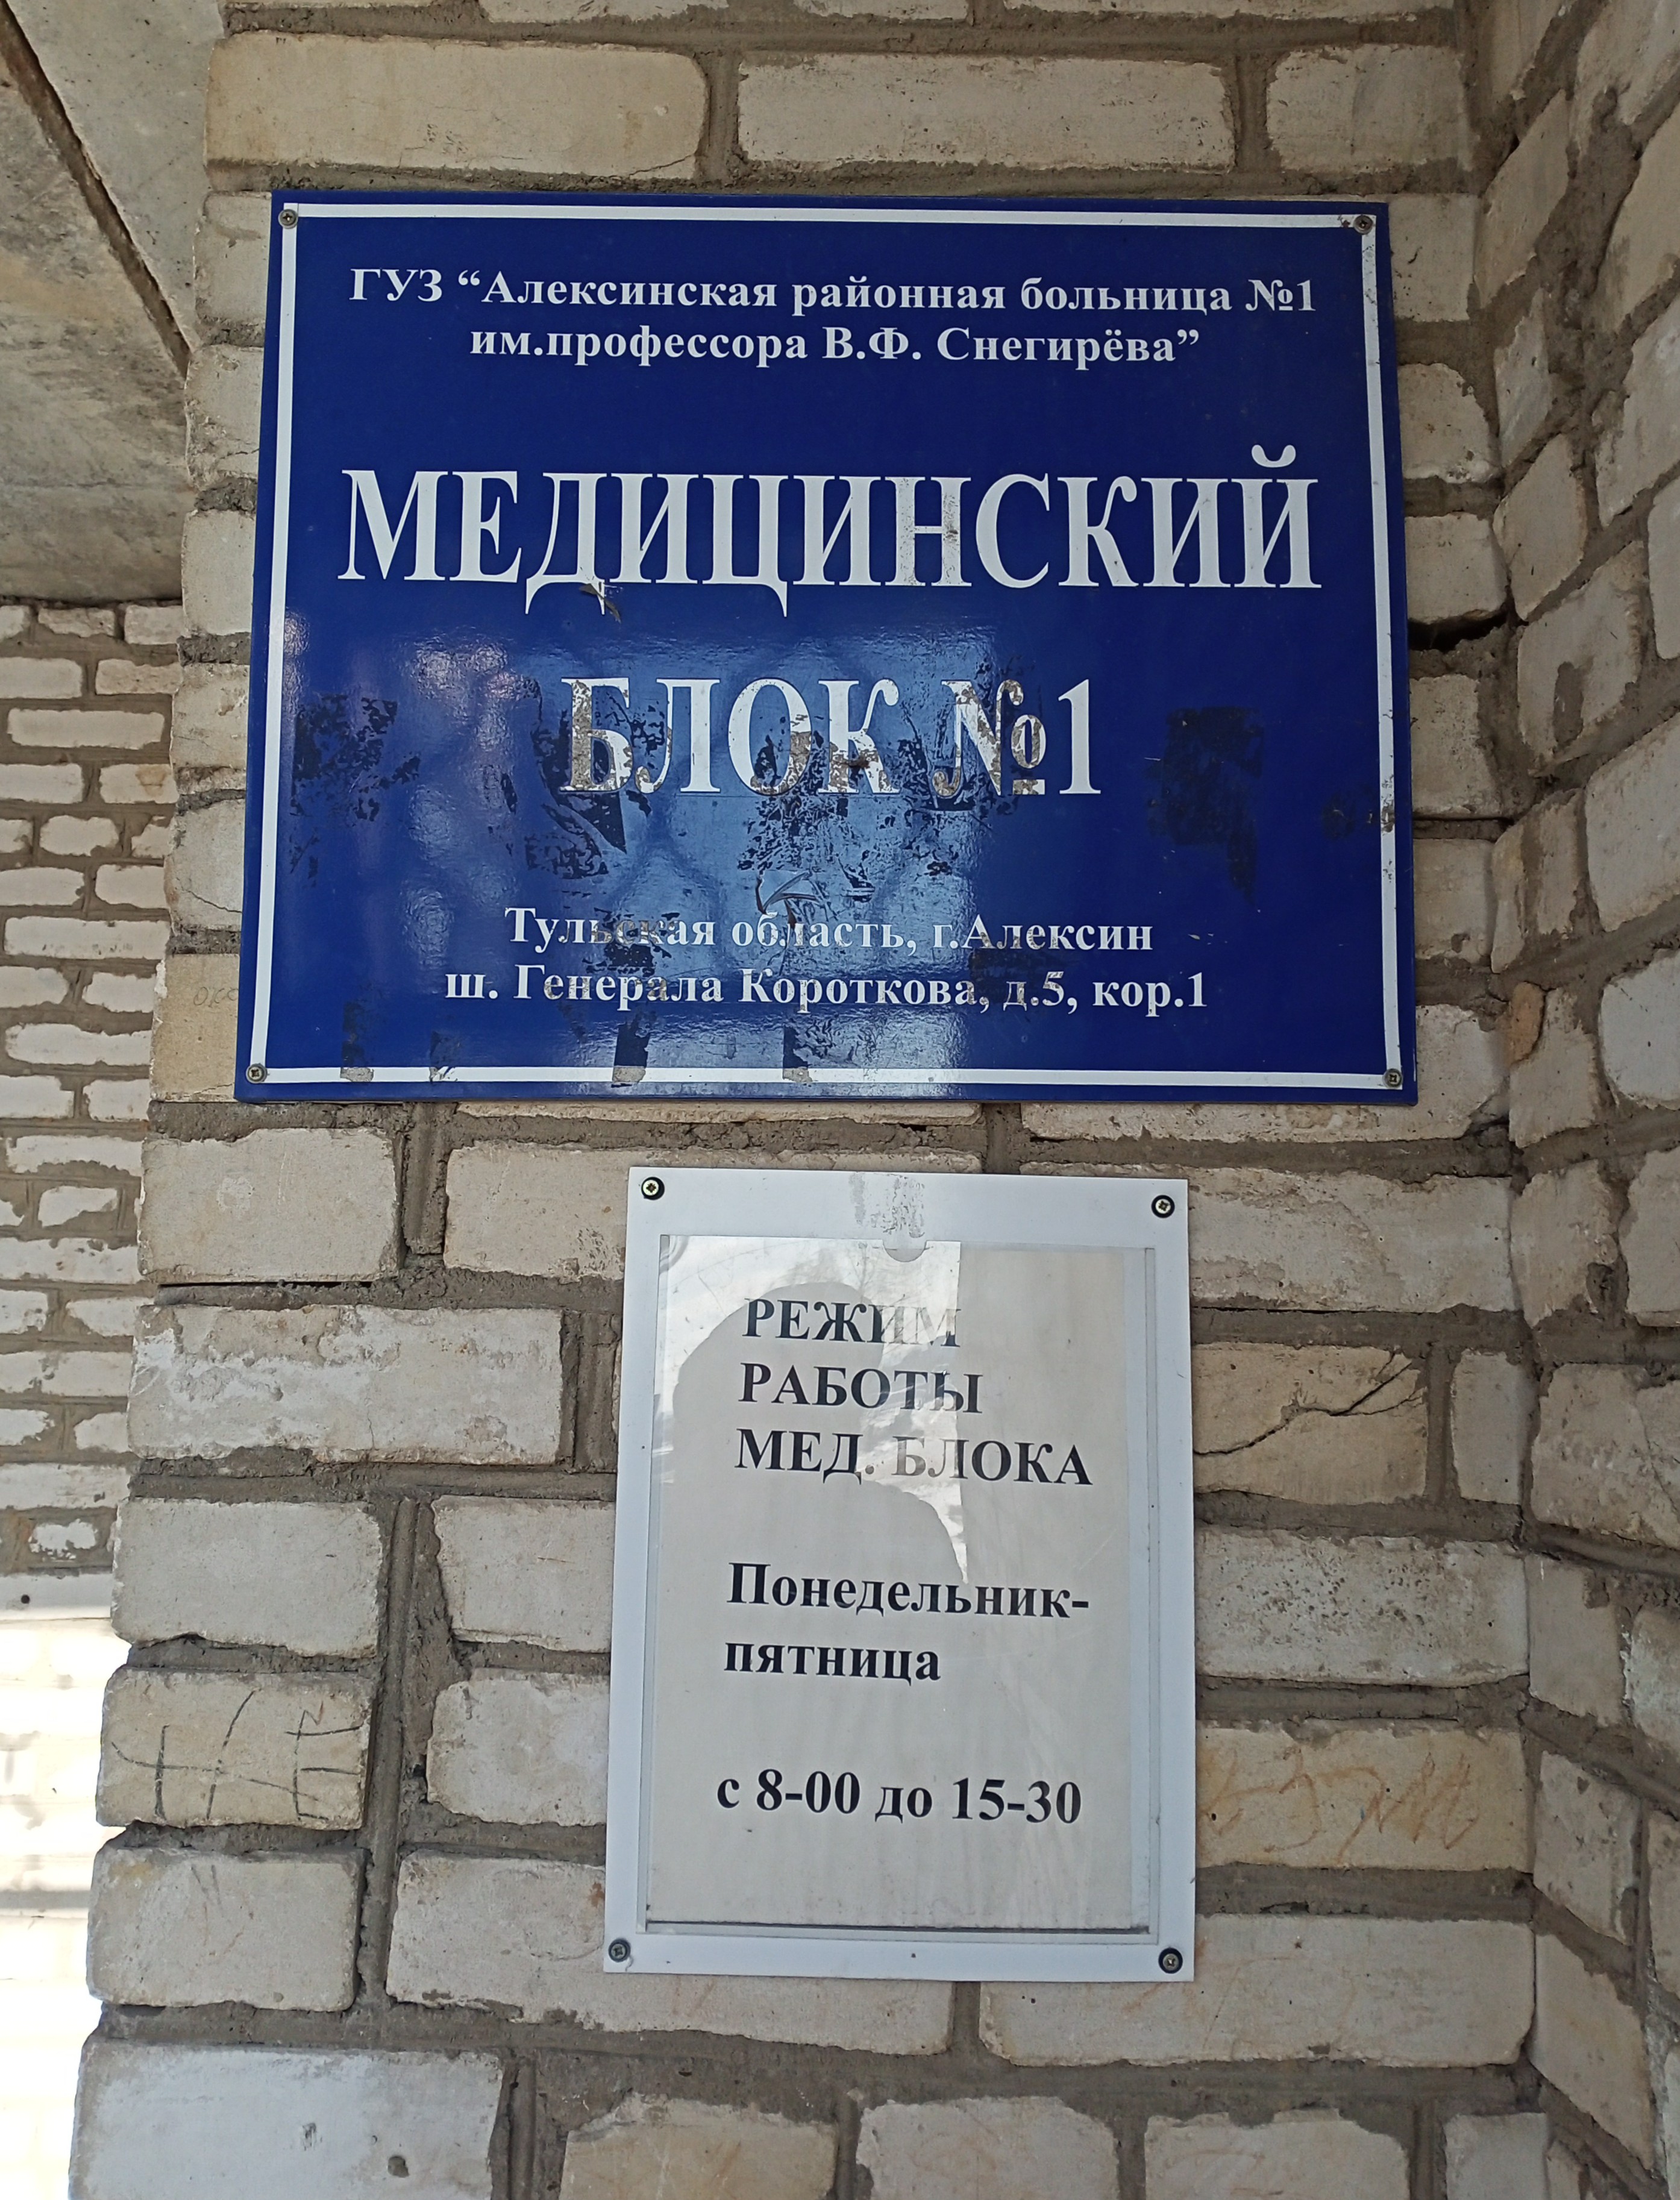 ГУЗ “Алексинская районная больница №1
им.профессора В.Ф. Снегирёва”
МЕДИЦИНСКИЙ
БЛОК №1
Тульская область, г.Алексин
ш. Генерала Короткова, д.5, кор.1
РЕЖИМ
РАБОТЫ
МЕД. БЛОКА
Понедельник-
пятница
с 8-00 до 15-30